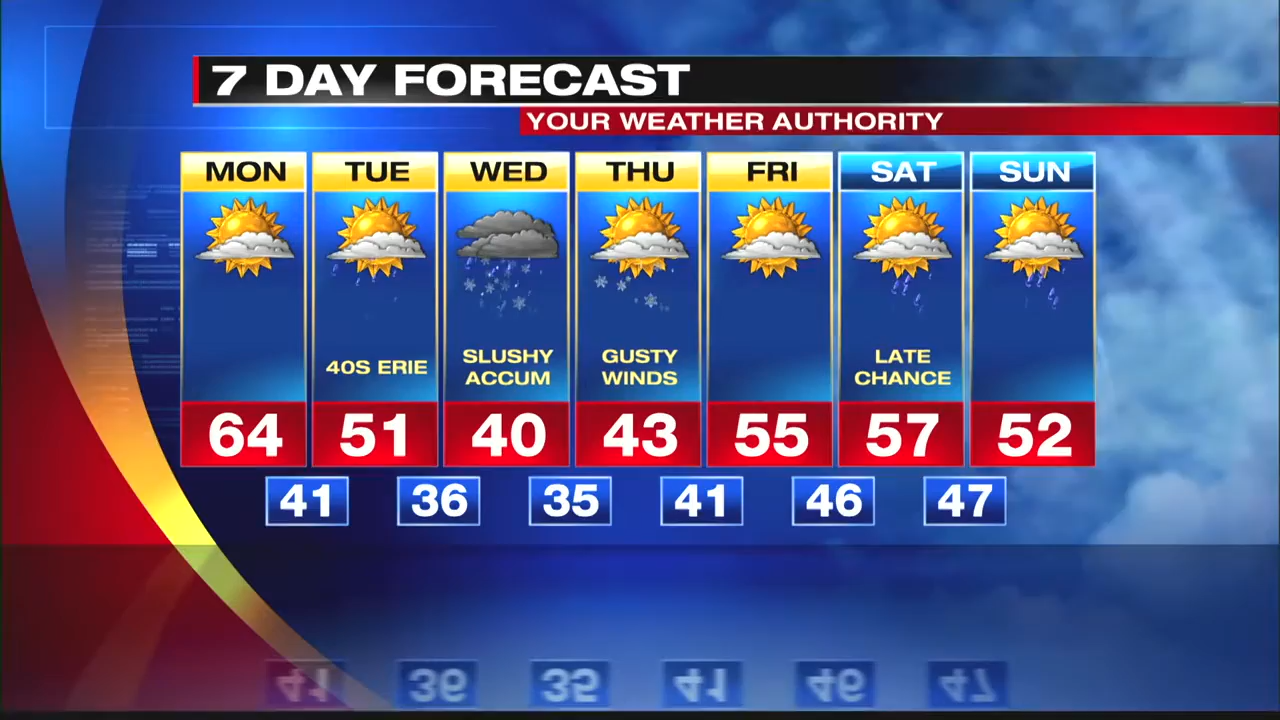 7 DAY FORECAST
YOUR WEATHER AUTHORITY
MON TUE WED THU FRI SAT SUN
40S ERIE
SLUSHY
ACCUM
GUSTY
WINDS
LATE
CHANCE
64 51 40 43 55 57 52
41 36 35 41 46 47